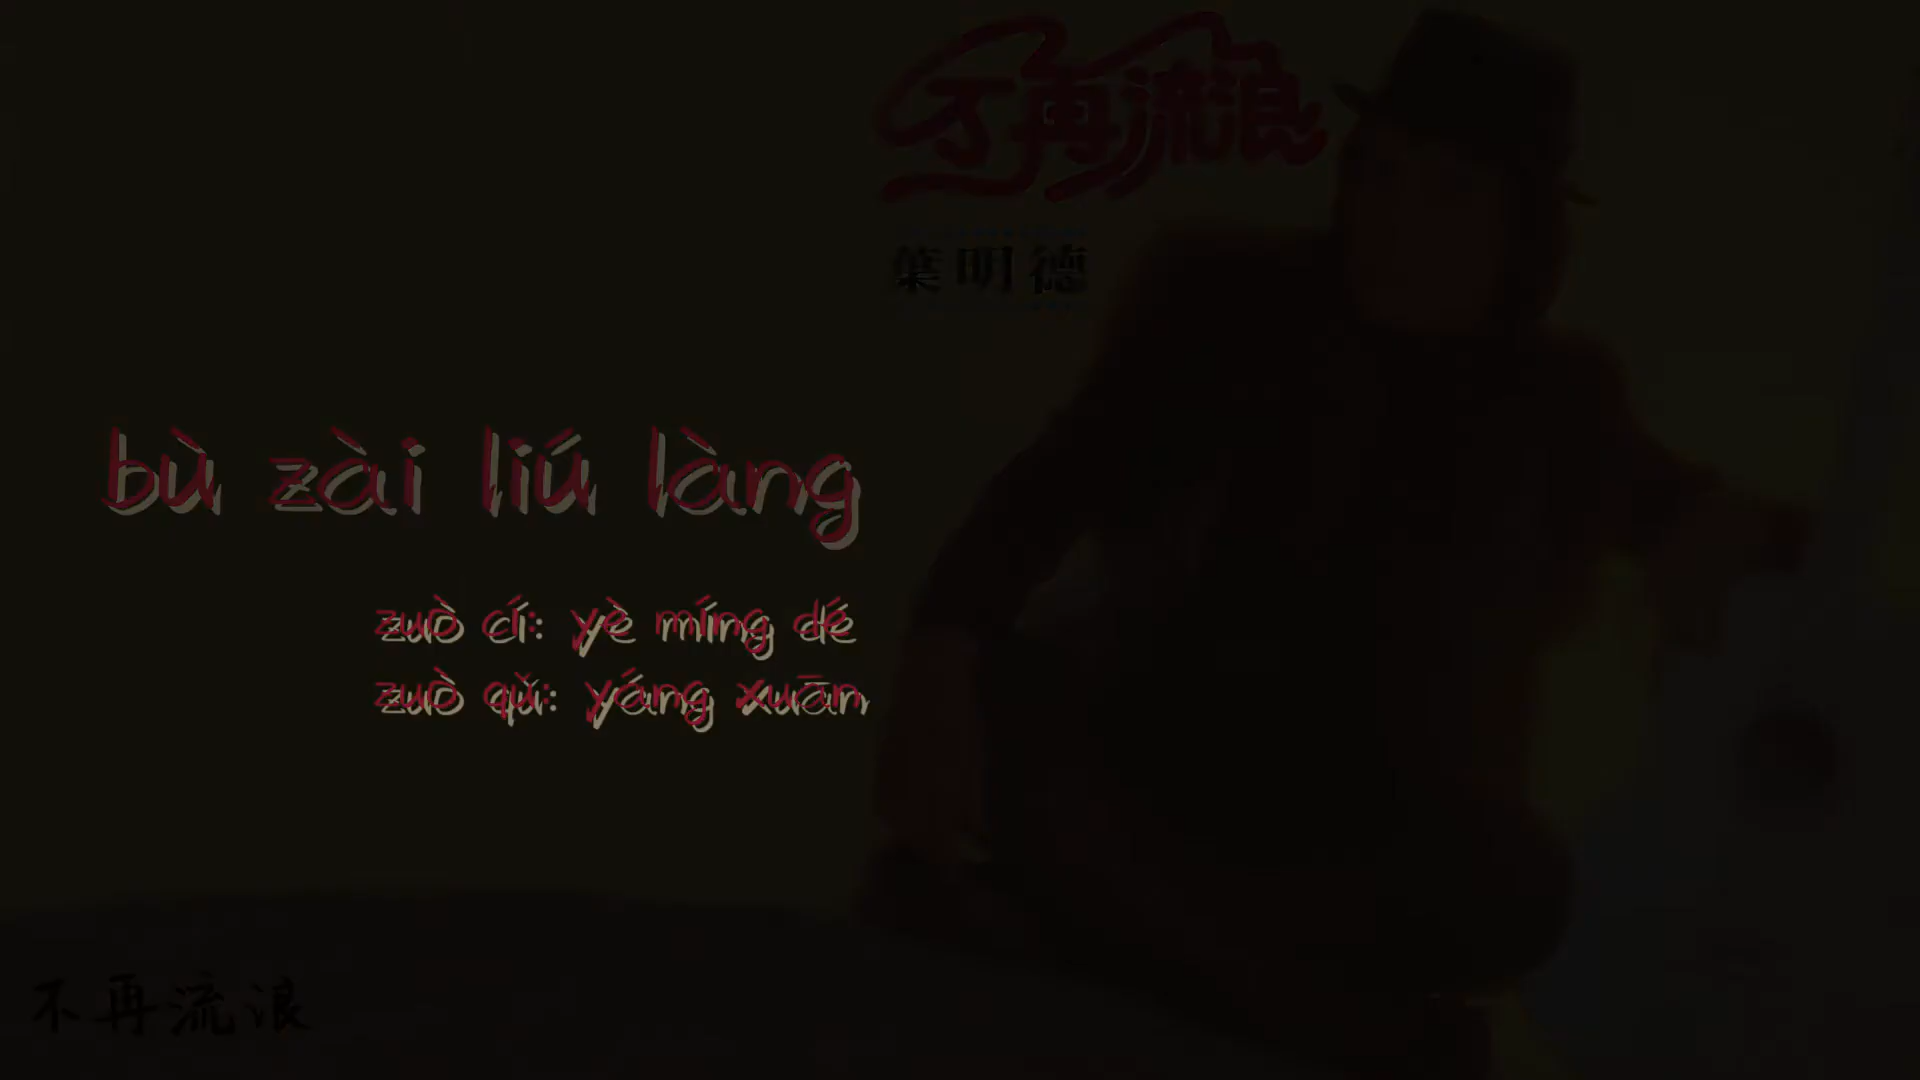 不再流浪
葉明德
bù zài liú làng
zuò cí: yè míng dé
zuò qǔ: yáng xuān
不再流浪